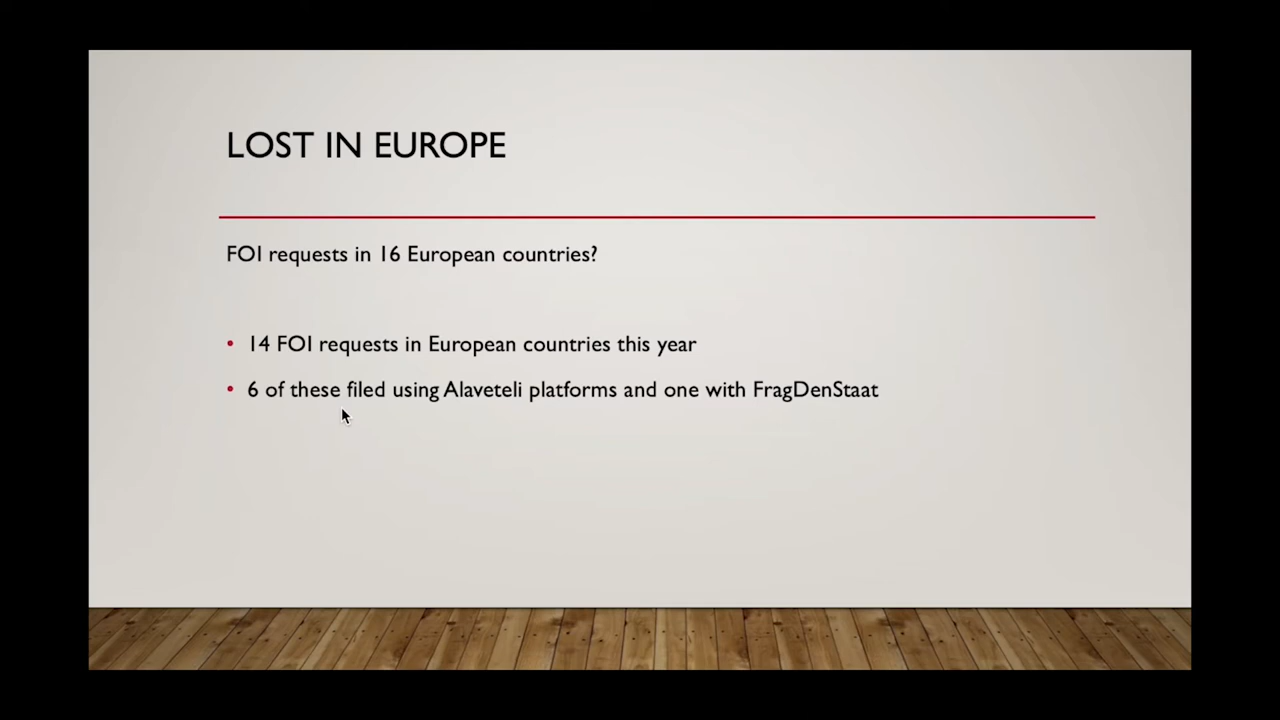 LOST IN EUROPE
FOI requests in 16 European countries?
• 14 FOI requests in European countries this year
• 6 of these filed using Alaveteli platforms and one with FragDenStaat